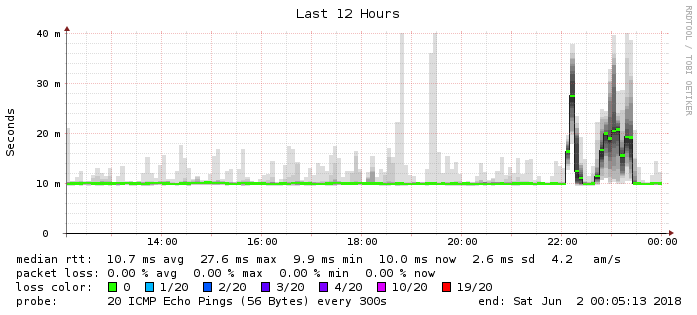 Last 12 Hours
RRDTOOL / TOBI OETIKER
Seconds
40 m
30 m
20 m
10 m
0
14:00 16:00 18:00 20:00 22:00 00:00
median rtt: 10.7 ms avg 27.6 ms max 9.9 ms min 10.0 ms now 2.6 ms sd 4.2 am/s
packet loss: 0.00 % avg 0.00 % max 0.00 % min 0.00 % now
loss color: 0 1/20 2/20 3/20 4/20 10/20 19/20
probe: 20 ICMP Echo Pings (56 Bytes) every 300s end: Sat Jun 2 00:05:13 2018